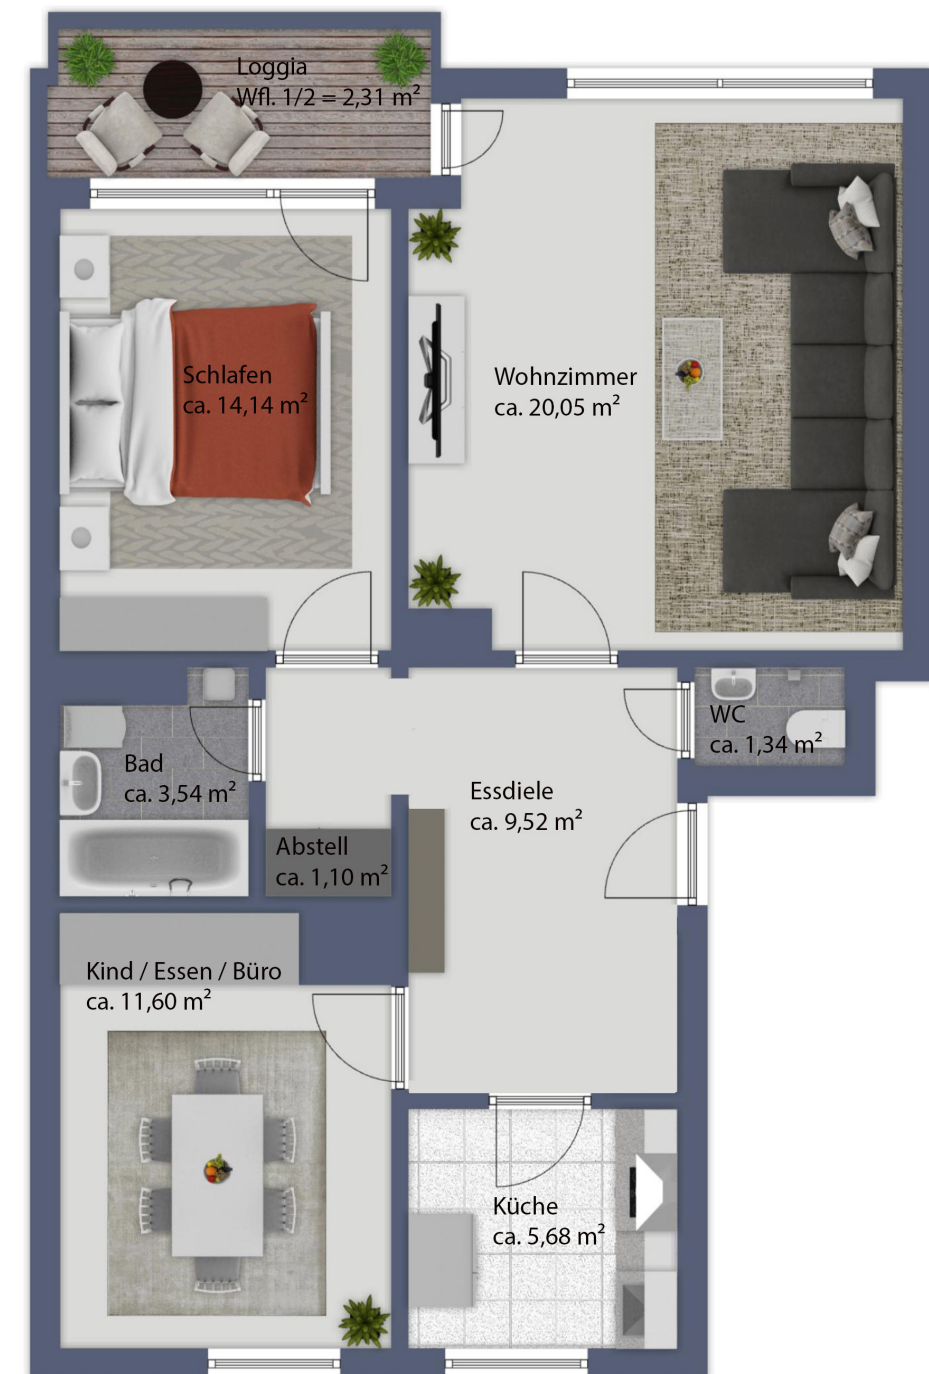 Loggia
Wfl. 1/2 = 2,31 m²
Schlafen
ca. 14,14 m²
Wohnzimmer
ca. 20,05 m²
WC
ca. 1,34 m²
Bad
ca. 3,54 m²
Essdiele
ca. 9,52 m²
Abstell
ca. 1,10 m²
Kind / Essen / Büro
ca. 11,60 m²
Küche
ca. 5,68 m²